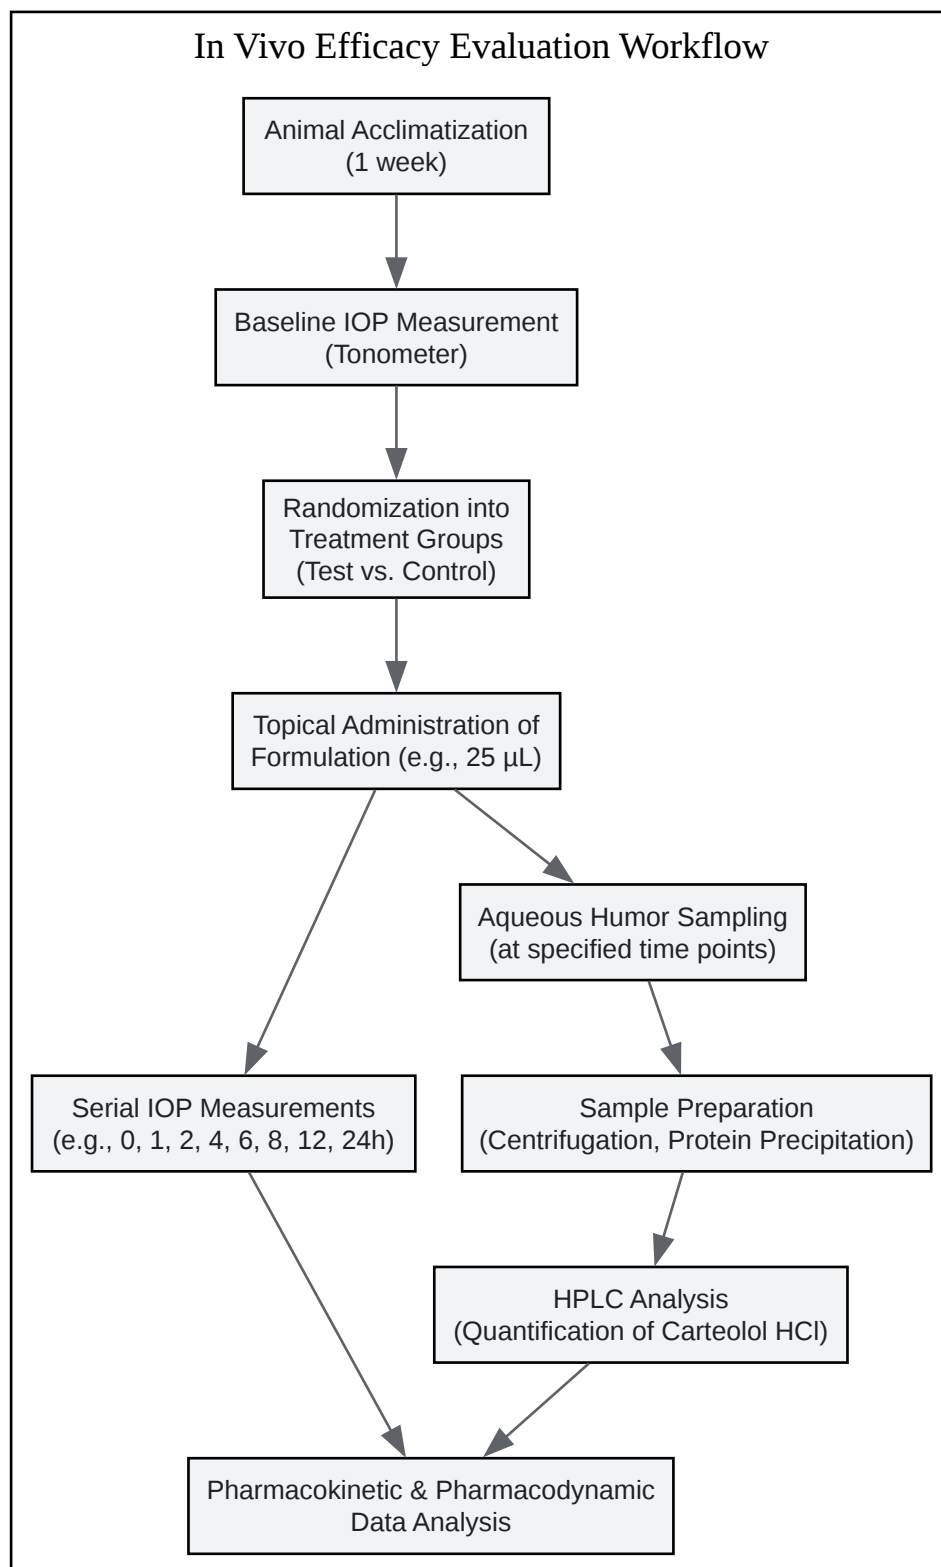 In Vivo Efficacy Evaluation Workflow
Animal Acclimatization
(1 week)
Baseline IOP Measurement
(Tonometer)
Randomization into
Treatment Groups
(Test vs. Control)
Topical Administration of
Formulation (e.g., 25 µL)
Aqueous Humor Sampling
(at specified time points)
Serial IOP Measurements
(e.g., 0, 1, 2, 4, 6, 8, 12, 24h)
Sample Preparation
(Centrifugation, Protein Precipitation)
HPLC Analysis
(Quantification of Carteolol HCl)
Pharmacokinetic & Pharmacodynamic
Data Analysis